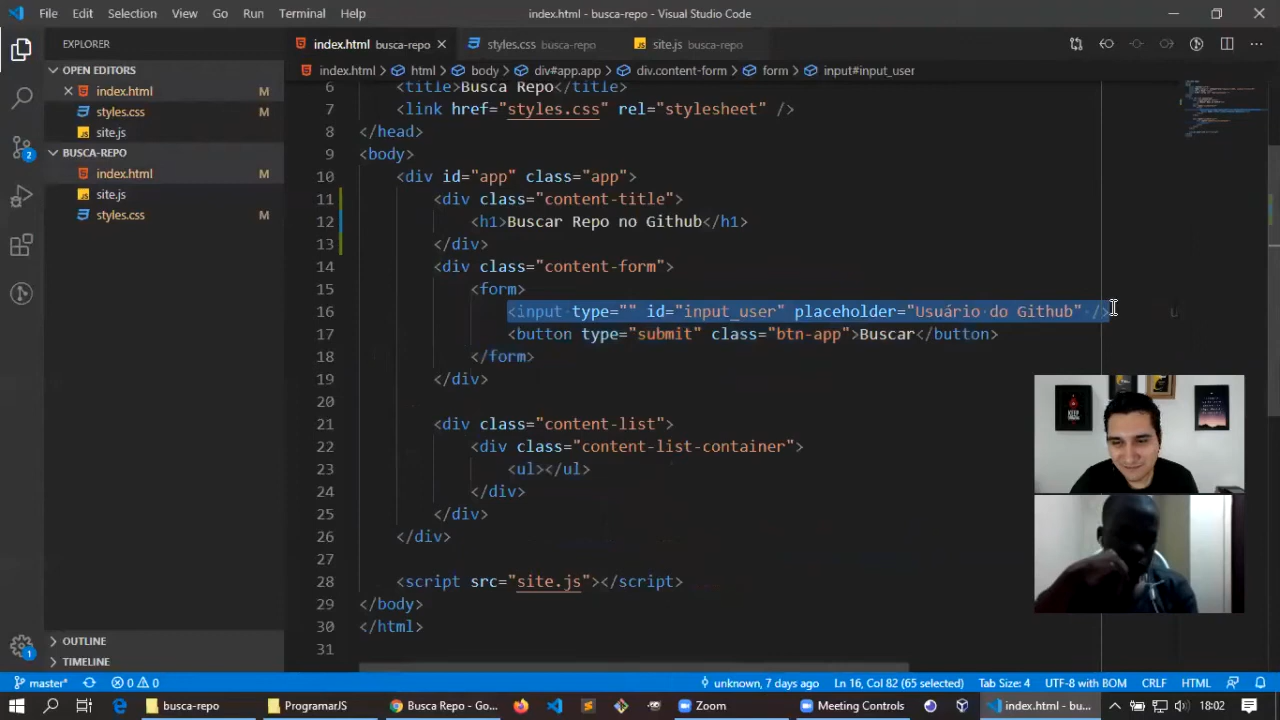 File Edit Selection View Go Run Terminal Help
index.html - busca-repo - Visual Studio Code
EXPLORER
OPEN EDITORS
index.html M
styles.css M
site.js
BUSCA-REPO
index.html M
site.js
styles.css M
OUTLINE
TIMELINE
2
1
index.html busca-repo
styles.css busca-repo
site.js busca-repo
index.html > html > body > div#app.app > div.content-form > form > input#input_user
6 <title>Busca Repo</title>
7 <link href="styles.css" rel="stylesheet" />
8 </head>
9 <body>
10 <div id="app" class="app">
11 <div class="content-title">
12 <h1>Buscar Repo no Github</h1>
13 </div>
14 <div class="content-form">
15 <form>
16 <input type="" id="input_user" placeholder="Usuário do Github" />
17 <button type="submit" class="btn-app">Buscar</button>
18 </form>
19 </div>
20
21 <div class="content-list">
22 <div class="content-list-container">
23 <ul></ul>
24 </div>
25 </div>
26 </div>
27
28 <script src="site.js"></script>
29 </body>
30 </html>
31
master* 0 0 unknown, 7 days ago Ln 16, Col 82 (65 selected) Tab Size: 4 UTF-8 with BOM CRLF HTML
busca-repo ProgramarJS Busca Repo - Go... Zoom Meeting Controls index.html - busca-... 18:02